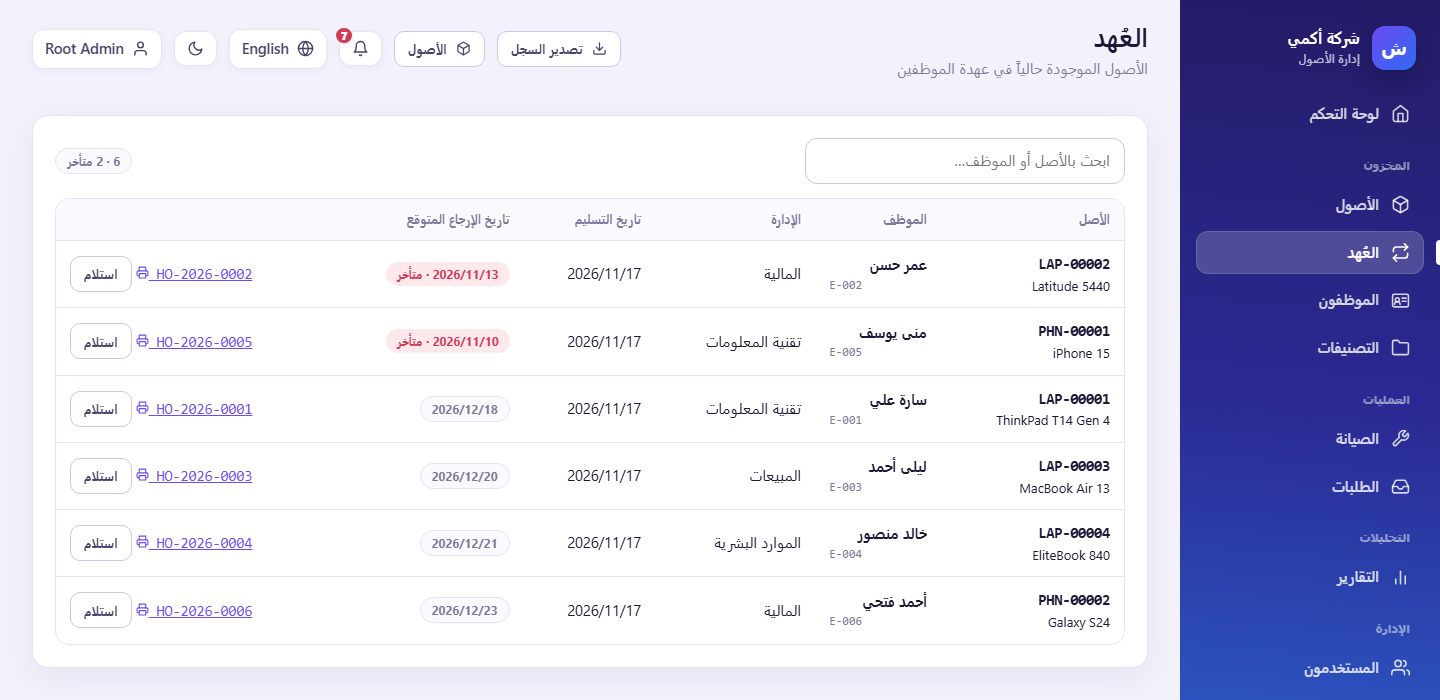 ش
شركة أكمي
إدارة الأصول
لوحة التحكم
المخزون
الأصول
العُهد
الموظفون
التصنيفات
العمليات
الصيانة
الطلبات
التحليلات
التقارير
الإدارة
المستخدمون
العُهد
الأصول الموجودة حالياً في عهدة الموظفين
تصدير السجل
الأصول
7
English
Root Admin
ابحث بالأصل أو الموظف...
6 · 2 متأخر
الأصل الموظف الإدارة تاريخ التسليم تاريخ الإرجاع المتوقع
LAP-00002 عمر حسن المالية 2026/11/17 2026/11/13 · متأخر HO-2026-0002 استلام
Latitude 5440 E-002
PHN-00001 منى يوسف تقنية المعلومات 2026/11/17 2026/11/10 · متأخر HO-2026-0005 استلام
iPhone 15 E-005
LAP-00001 سارة علي تقنية المعلومات 2026/11/17 2026/12/18 HO-2026-0001 استلام
ThinkPad T14 Gen 4 E-001
LAP-00003 ليلى أحمد المبيعات 2026/11/17 2026/12/20 HO-2026-0003 استلام
MacBook Air 13 E-003
LAP-00004 خالد منصور الموارد البشرية 2026/11/17 2026/12/21 HO-2026-0004 استلام
EliteBook 840 E-004
PHN-00002 أحمد فتحي المالية 2026/11/17 2026/12/23 HO-2026-0006 استلام
Galaxy S24 E-006